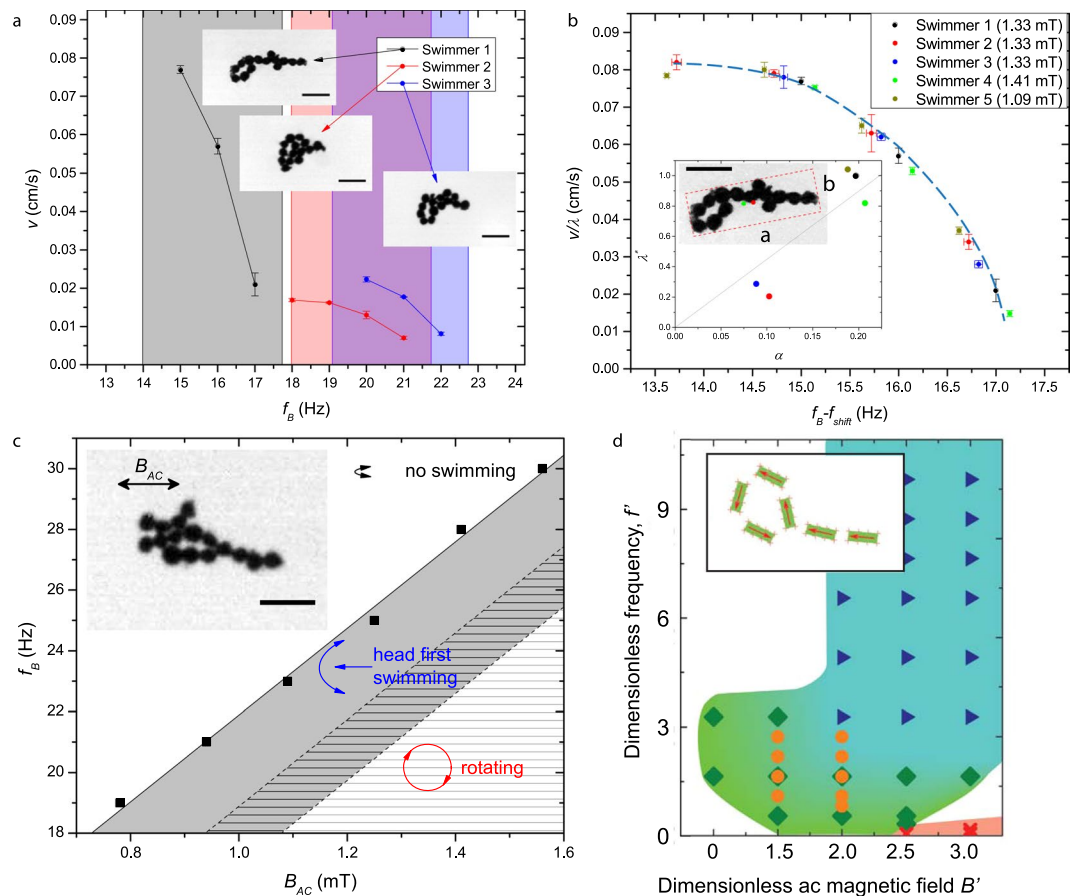 a
v (cm/s)
0.09
0.08
0.07
0.06
0.05
0.04
0.03
0.02
0.01
0.00
13 14 15 16 17 18 19 20 21 22 23 24
f_B (Hz)
Swimmer 1
Swimmer 2
Swimmer 3
b
v/λ (cm/s)
0.09
0.08
0.07
0.06
0.05
0.04
0.03
0.02
0.01
0.00
13.5 14.0 14.5 15.0 15.5 16.0 16.5 17.0 17.5
f_B-f_shift (Hz)
Swimmer 1 (1.33 mT)
Swimmer 2 (1.33 mT)
Swimmer 3 (1.33 mT)
Swimmer 4 (1.41 mT)
Swimmer 5 (1.09 mT)
b
a
λ*
1.0
0.8
0.6
0.4
0.2
0.0
0.00 0.05 0.10 0.15 0.20
α
c
B_AC
no swimming
head first
swimming
rotating
f_B (Hz)
30
28
26
24
22
20
18
0.8 1.0 1.2 1.4 1.6
B_AC (mT)
d
Dimensionless frequency, f'
9
6
3
0
0 1.5 2.0 2.5 3.0
Dimensionless ac magnetic field B'